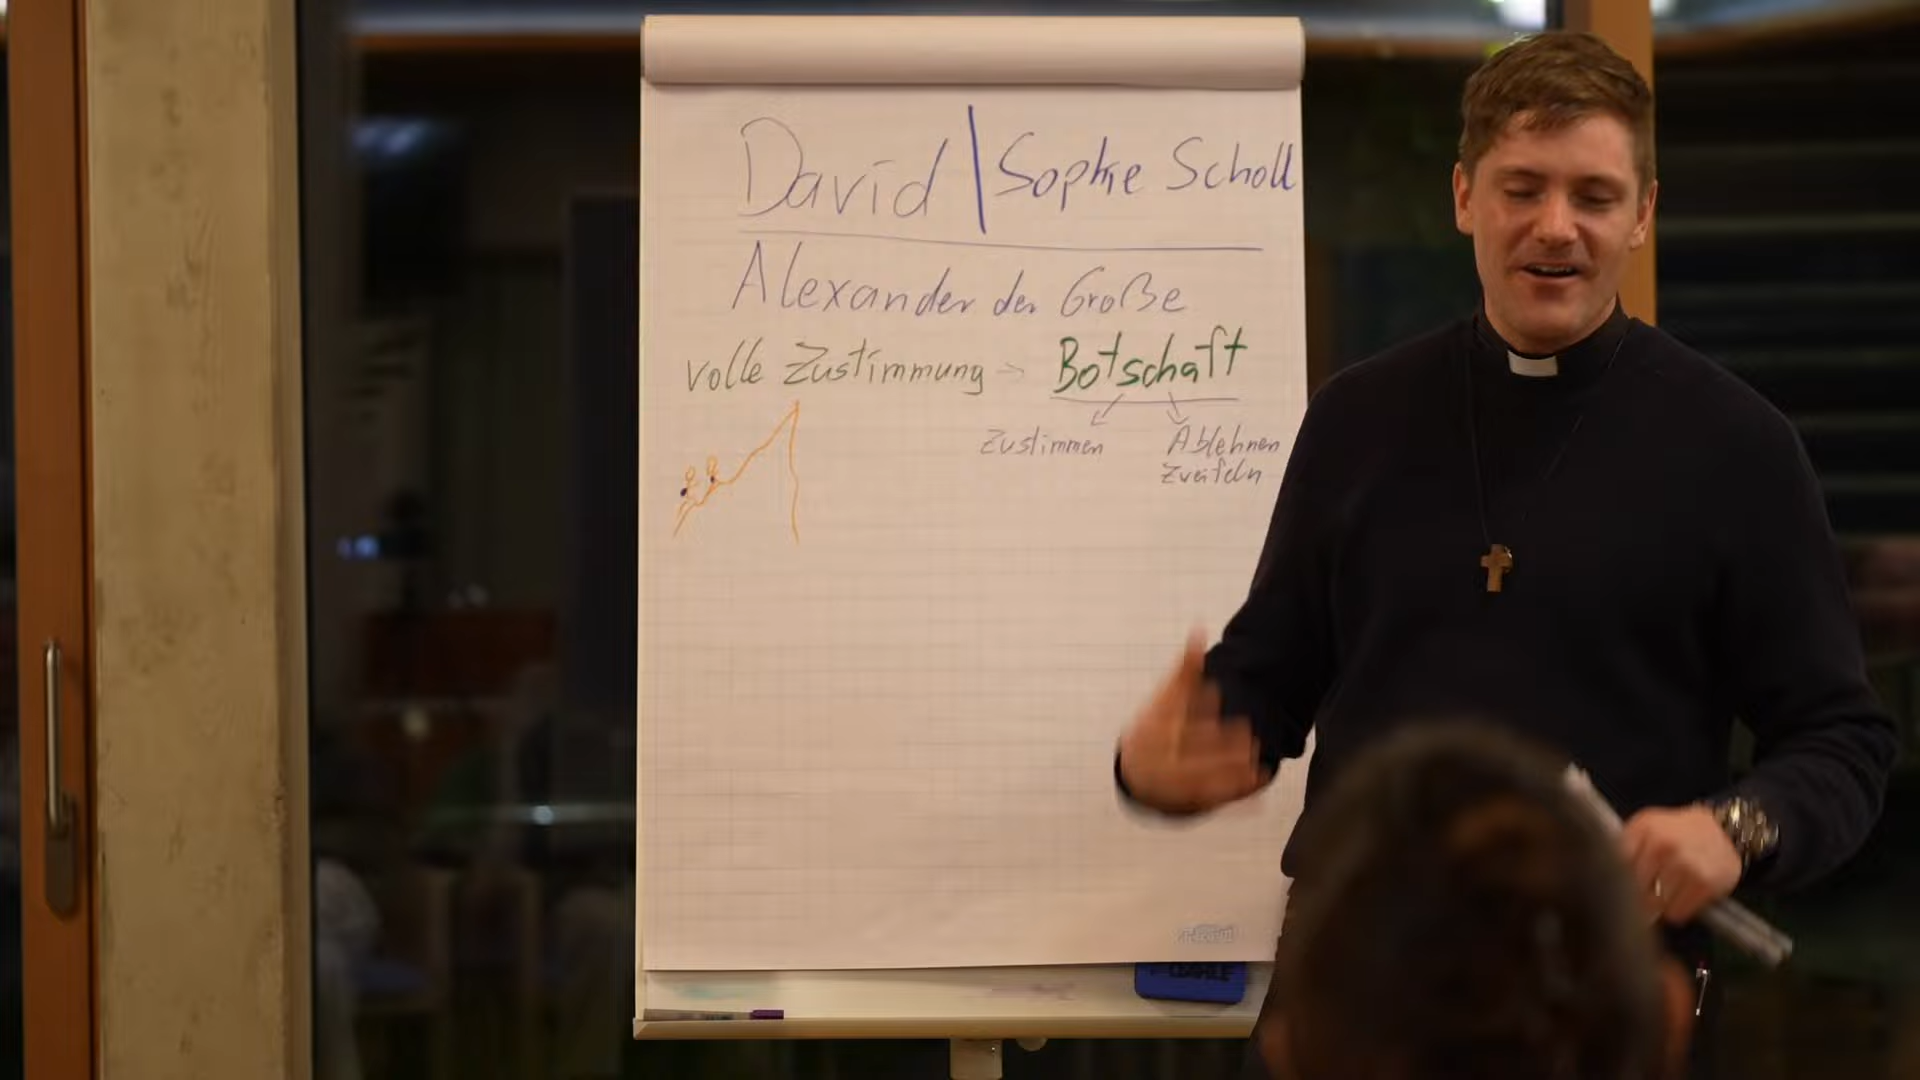 David | Sophie Scholl
Alexander der Große
volle Zustimmung → Botschaft
Zustimmen
Ablehnen
Zweifeln